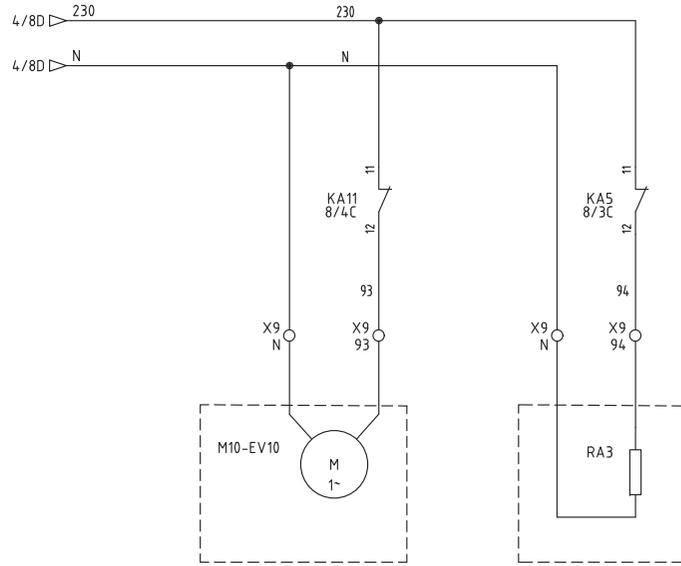 4/8D 230 230
4/8D N N
11 11
KA11 KA5
8/4C 8/3C
12 12
93 94
X9 X9 X9 X9
N 93 N 94
M10-EV10 RA3
M
1~